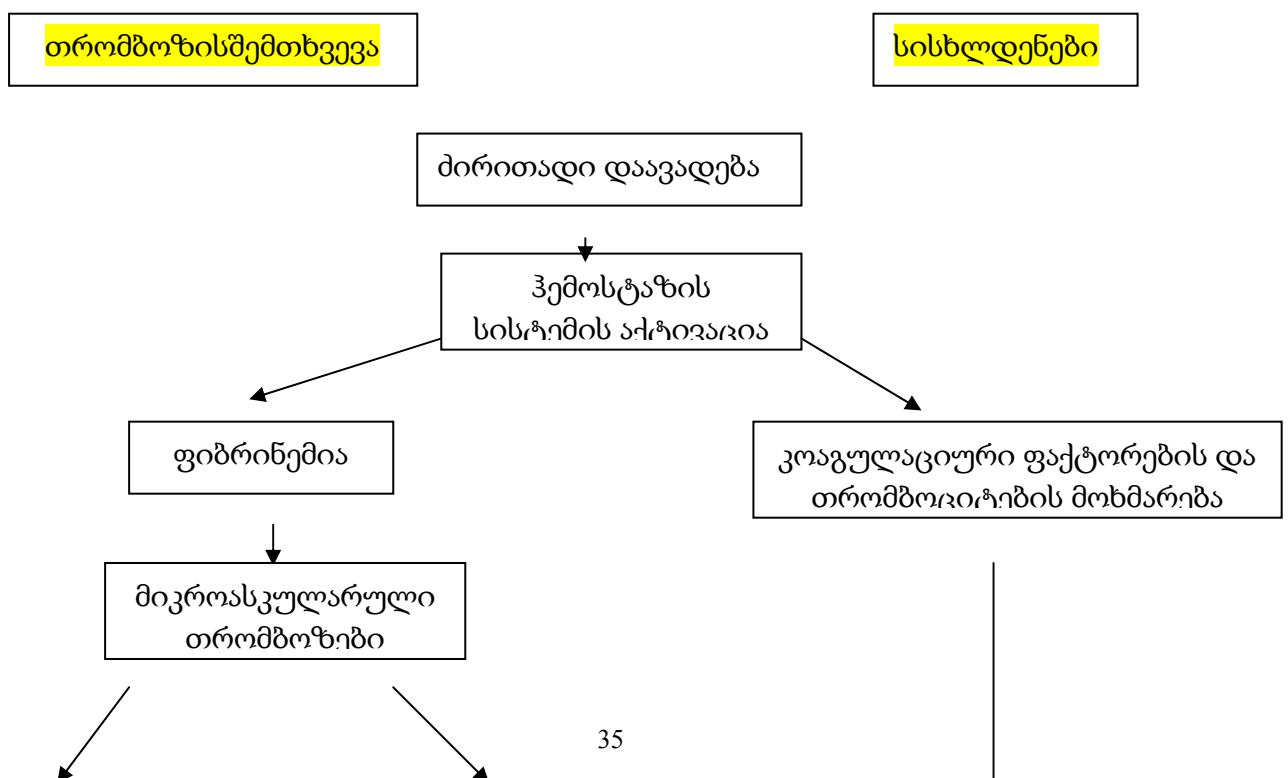 თრომბოზისშემთხვევა
სისხლდენები
ძირითადი დაავადება
ჰემოსტაზის
სისტემის აქტივაცია
ფიბრინემია
კოაგულაციური ფაქტორების და
თრომბოციტების მოხმარება
მიკროასკულარული
თრომბოზები
35